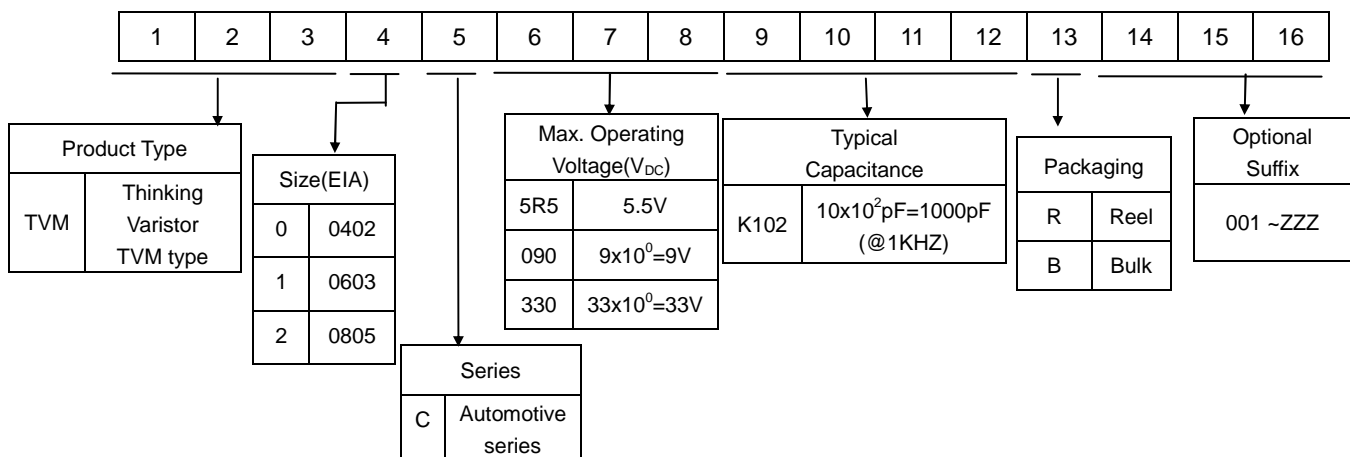 1 2 3 4 5 6 7 8 9 10 11 12 13 14 15 16
Product Type
TVM
Thinking
Varistor
TVM type
Size(EIA)
0 0402
1 0603
2 0805
Series
C
Automotive
series
Max. Operating
Voltage(V_DC)
5R5 5.5V
090 9x10⁰=9V
330 33x10⁰=33V
Typical
Capacitance
K102
10x10²pF=1000pF
(@1KHZ)
Packaging
R Reel
B Bulk
Optional
Suffix
001 ~ZZZ